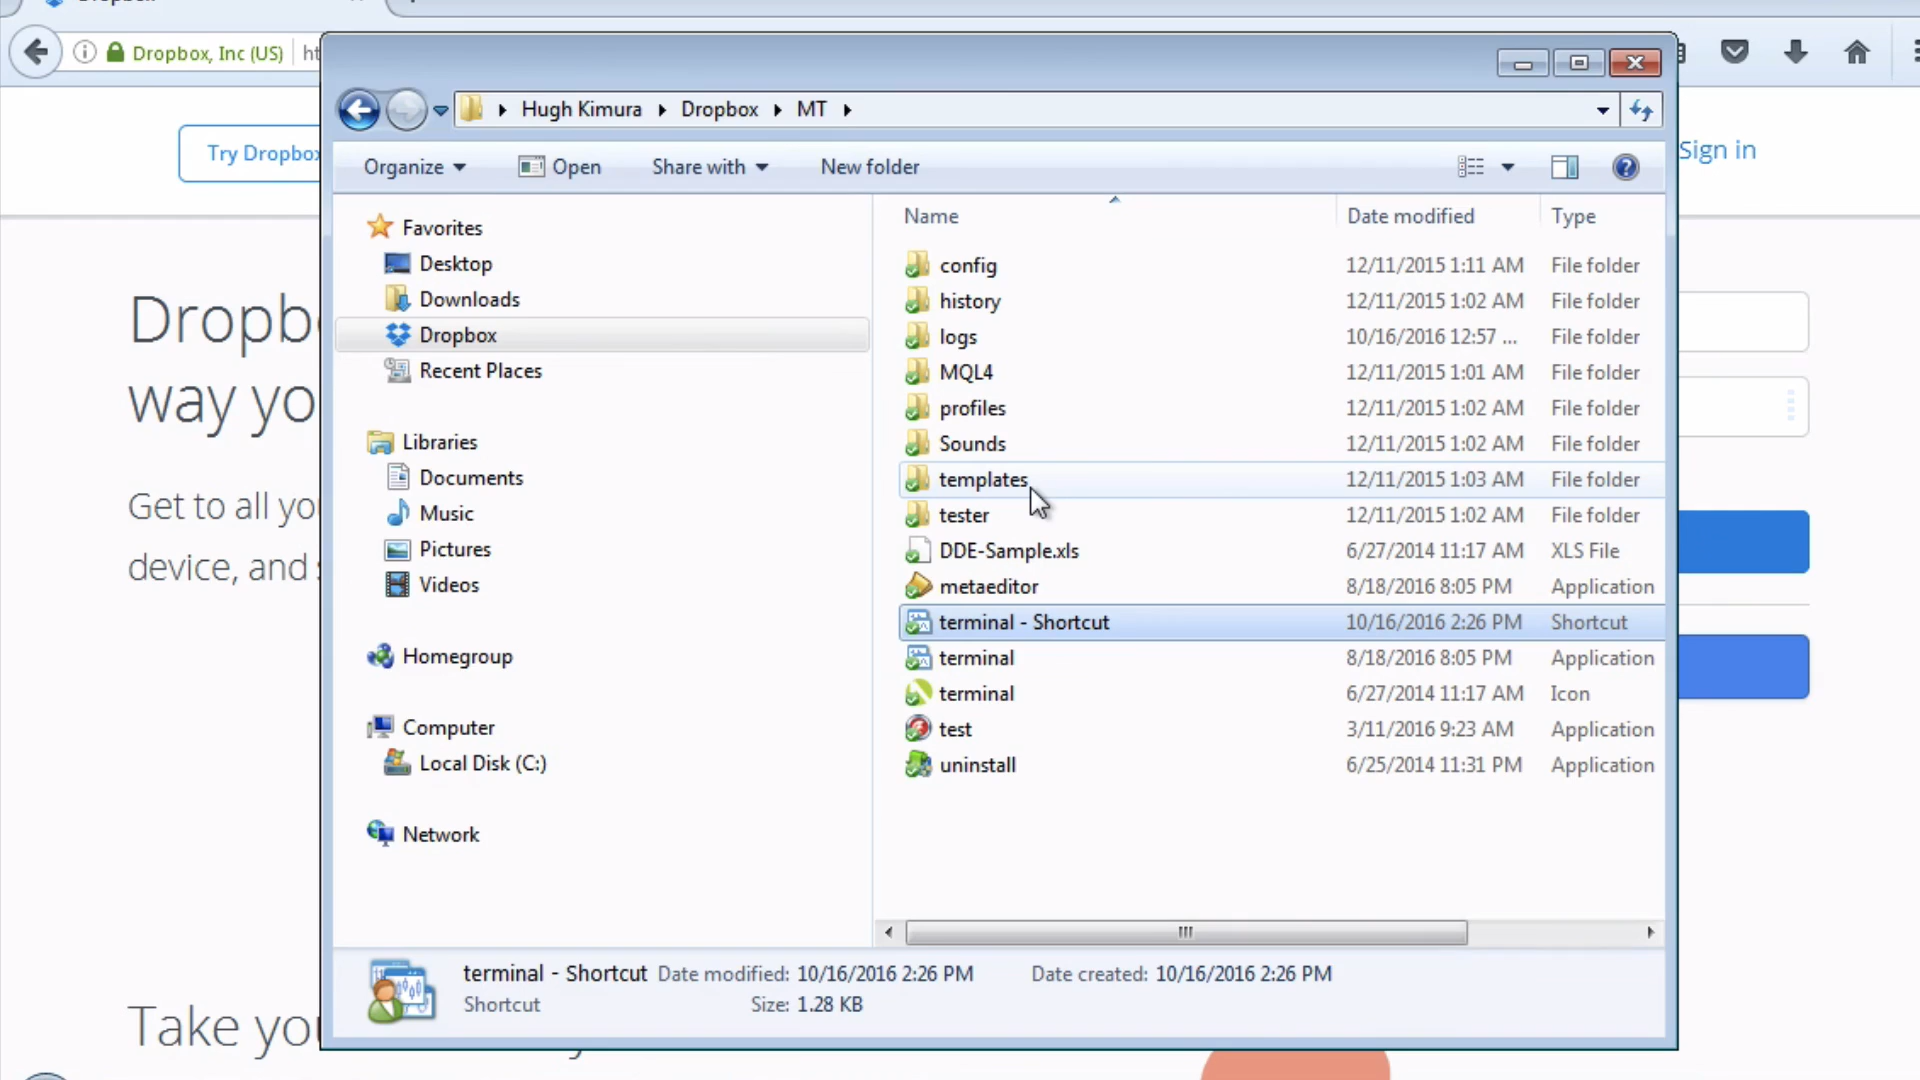 Dropbox, Inc (US)
Hugh Kimura Dropbox MT
Try Dropbox
Sign in
Organize Open Share with New folder
Name Date modified Type
Favorites
Desktop
Downloads
Dropbox
Recent Places
Libraries
Documents
Music
Pictures
Videos
Homegroup
Computer
Local Disk (C:)
Network
config 12/11/2015 1:11 AM File folder
history 12/11/2015 1:02 AM File folder
logs 10/16/2016 12:57 ... File folder
MQL4 12/11/2015 1:01 AM File folder
profiles 12/11/2015 1:02 AM File folder
Sounds 12/11/2015 1:02 AM File folder
templates 12/11/2015 1:03 AM File folder
tester 12/11/2015 1:02 AM File folder
DDE-Sample.xls 6/27/2014 11:17 AM XLS File
metaeditor 8/18/2016 8:05 PM Application
terminal - Shortcut 10/16/2016 2:26 PM Shortcut
terminal 8/18/2016 8:05 PM Application
terminal 6/27/2014 11:17 AM Icon
test 3/11/2016 9:23 AM Application
uninstall 6/25/2014 11:31 PM Application
way yo
Get to all yo
device, and
Take yo
terminal - Shortcut Date modified: 10/16/2016 2:26 PM Date created: 10/16/2016 2:26 PM
Shortcut Size: 1.28 KB